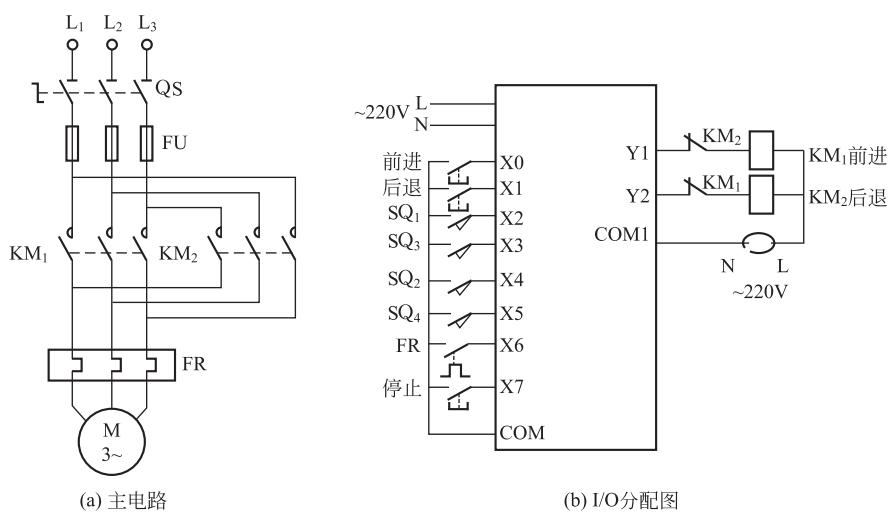 L₁ L₂ L₃
QS
FU
KM₁ KM₂
FR
M
3~
(a) 主电路
~220V L
N
前进 X0
后退 X1
SQ₁ X2
SQ₃ X3
SQ₂ X4
SQ₄ X5
FR X6
停止 X7
COM
Y1 KM₂ KM₁前进
Y2 KM₁ KM₂后退
COM1
N L
~220V
(b) I/O分配图